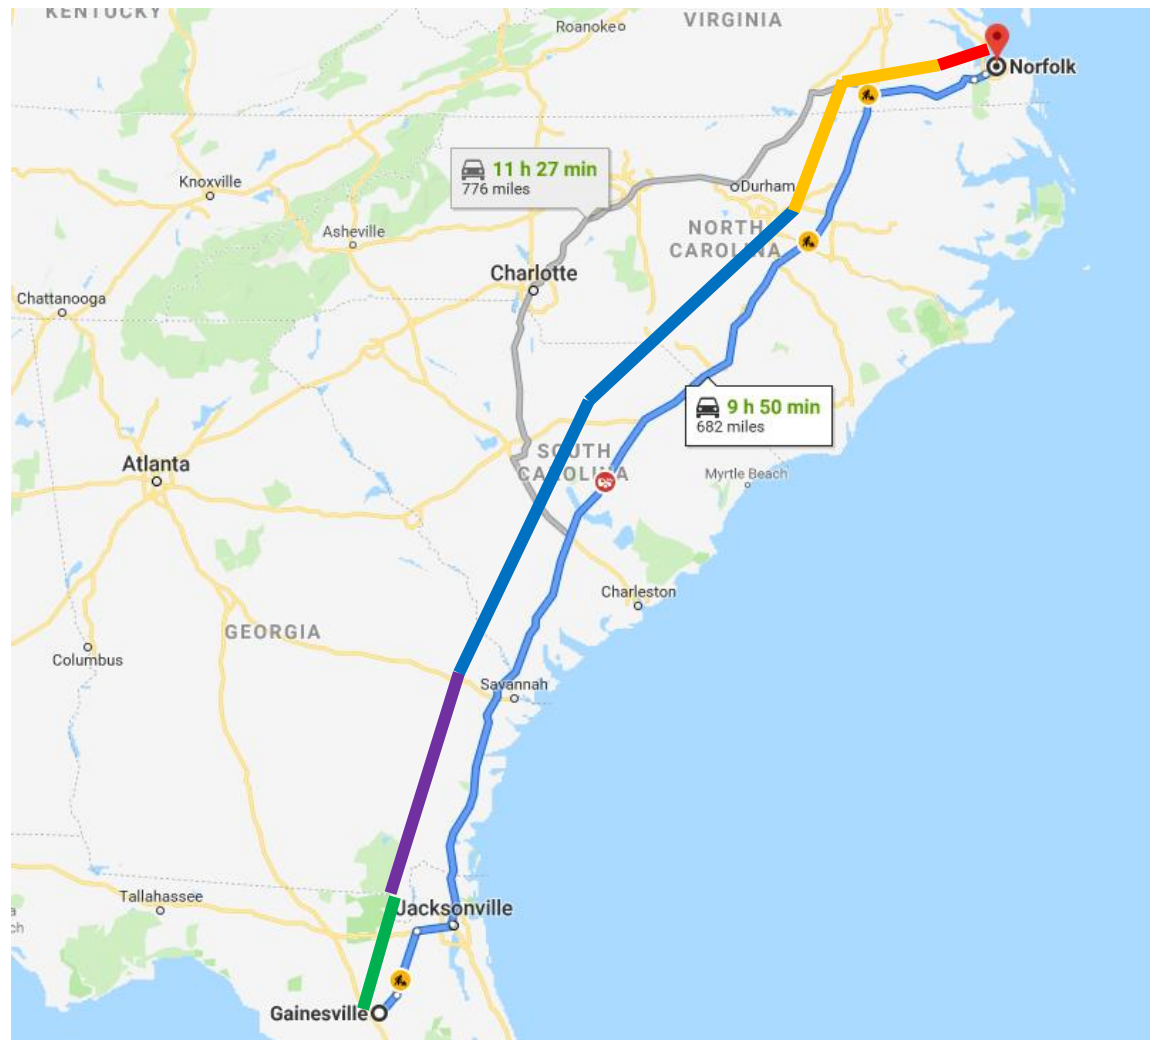 KENTUCKY
VIRGINIA
Roanoke
Norfolk
11 h 27 min
776 miles
Knoxville
Durham
Asheville
NORTH
CAROLINA
Charlotte
Chattanooga
9 h 50 min
682 miles
SOUTH
CAROLINA
Atlanta
Myrtle Beach
Charleston
GEORGIA
Columbus
Savannah
Tallahassee
Jacksonville
a
ch
Gainesville